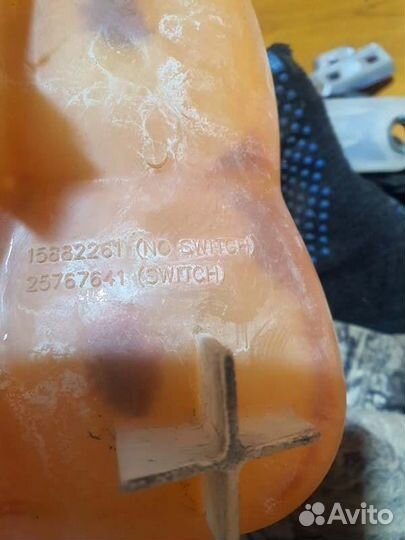 15882261 (NO SWITCH)
25767641 (SWITCH)
Avito